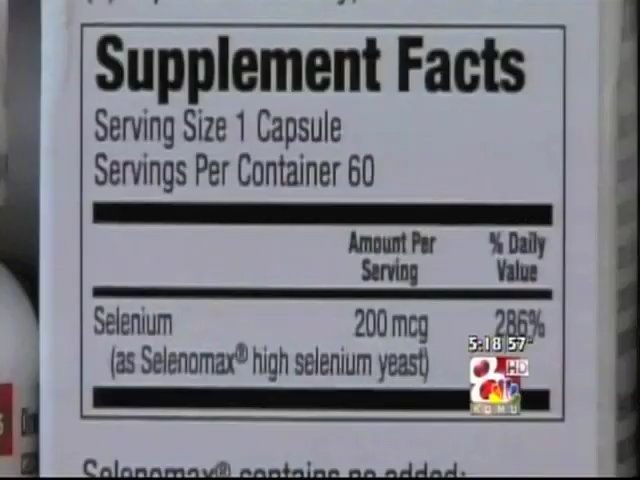 Supplement Facts
Serving Size 1 Capsule
Servings Per Container 60
Amount Per Serving
% Daily Value
Selenium 200 mcg 286%
(as Selenomax® high selenium yeast)
5:18 57°
8 HD
KOMU
Selenomax® contains no added: